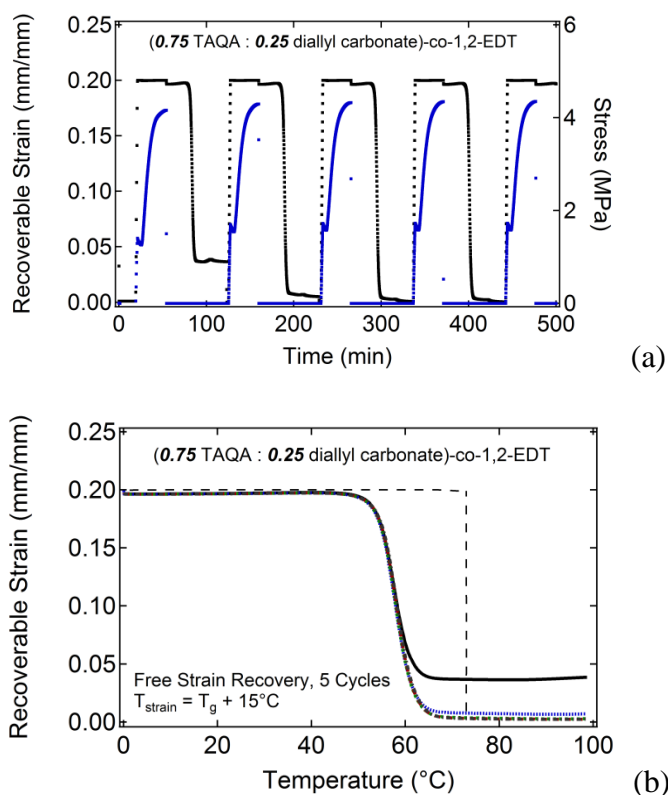 0.25
0.20
0.15
0.10
0.05
0.00
Recoverable Strain (mm/mm)
(0.75 TAQA : 0.25 diallyl carbonate)-co-1,2-EDT
6
4
2
0
Stress (MPa)
0 100 200 300 400 500
Time (min)
(a)
0.25
0.20
0.15
0.10
0.05
0.00
Recoverable Strain (mm/mm)
(0.75 TAQA : 0.25 diallyl carbonate)-co-1,2-EDT
Free Strain Recovery, 5 Cycles
Tstrain = Tg + 15°C
0 20 40 60 80 100
Temperature (°C)
(b)